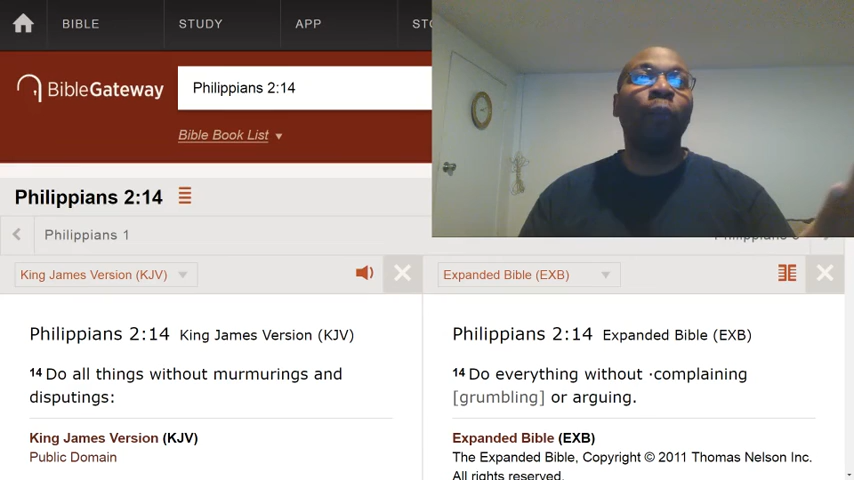 BIBLE STUDY APP
BibleGateway
Philippians 2:14
Bible Book List
Philippians 2:14
Philippians 1
King James Version (KJV)
Expanded Bible (EXB)
Philippians 2:14 King James Version (KJV)
14 Do all things without murmurings and
disputings:
King James Version (KJV)
Public Domain
Philippians 2:14 Expanded Bible (EXB)
14 Do everything without ·complaining
[grumbling] or arguing.
Expanded Bible (EXB)
The Expanded Bible, Copyright © 2011 Thomas Nelson Inc.
All rights reserved.